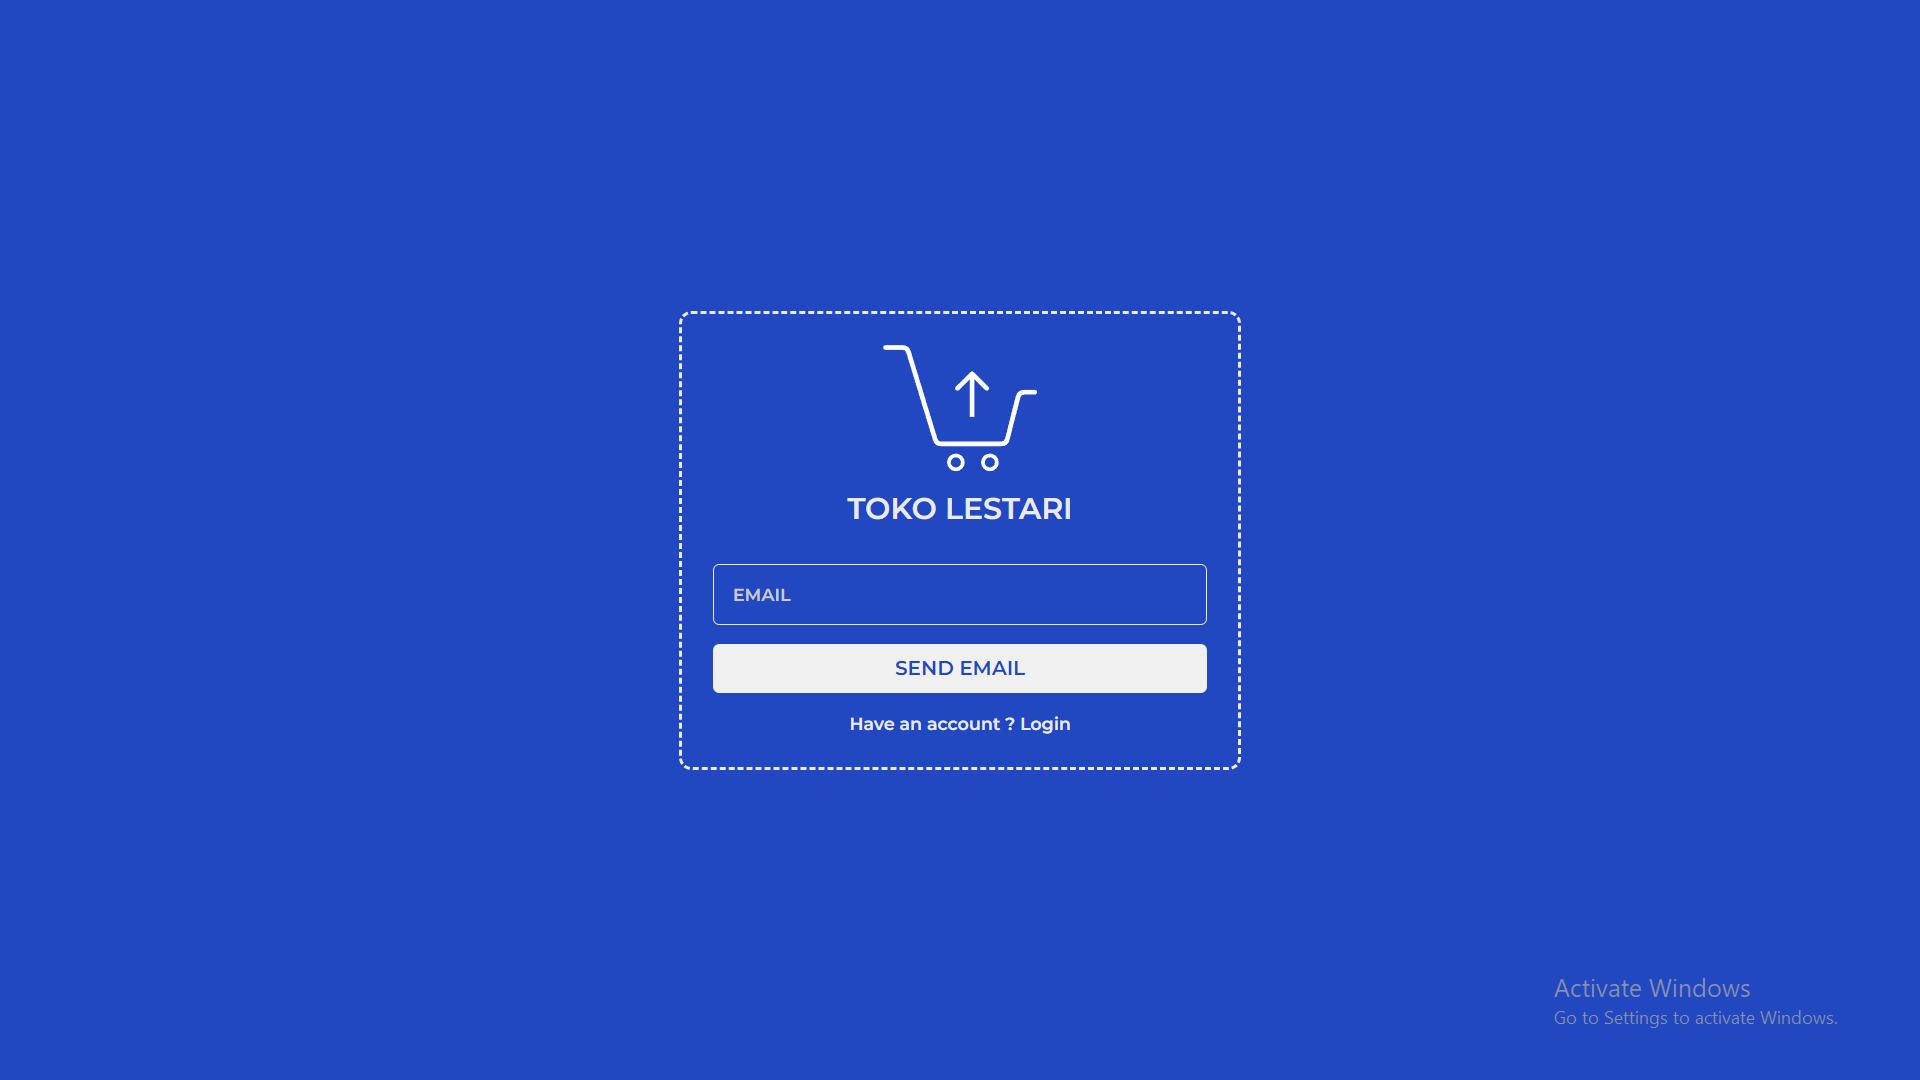 TOKO LESTARI
EMAIL
SEND EMAIL
Have an account ? Login
Activate Windows
Go to Settings to activate Windows.